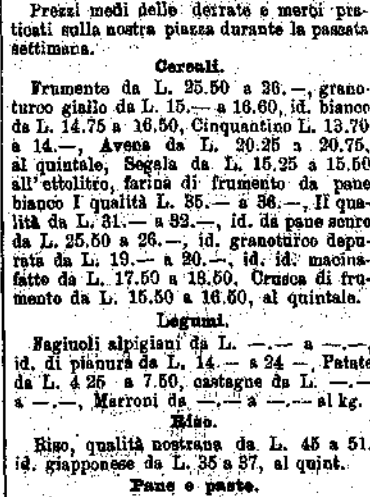 Prezzi medi delle derrate e merci pra-
ticati sulla nostra piazza durante la passata
settimana.
Cereali.
Frumento da L. 25.50 a 26.—, grano-
turco giallo da L. 15.— a 16.60, id. bianco
da L. 14.75 a 16,50, Cinquantino L. 13.70
a 14.—, Avena da L. 20.25 a 20.75,
al quintale, Segala da L. 15.25 a 15.50
all'ettolitro, farina di frumento da pane
bianco I qualità L. 35.— a 36.—, II qua-
lità da L. 31.— a 32.—, id. da pane scuro
da L. 25.50 a 26.—, id. granoturco depu-
rata da L. 19.— a 20.—, id. id. macina-
fatto da L. 17.50 a 18.50, Crusca di fru-
mento da L. 15.50 a 16.50, al quintale.
Legumi.
Fagiuoli alpigiani da L. —.— a —.—,
id. di pianura da L. 14.— a 24 —, Patate
da L. 4 25 a 7.50, castagne da L. —.—
a —.—, Marroni da —.— a —.— al kg.
Riso.
Riso, qualità nostrana da L. 45 a 51,
id. giapponese da L. 35 a 37, al quint.
Pane e paste.